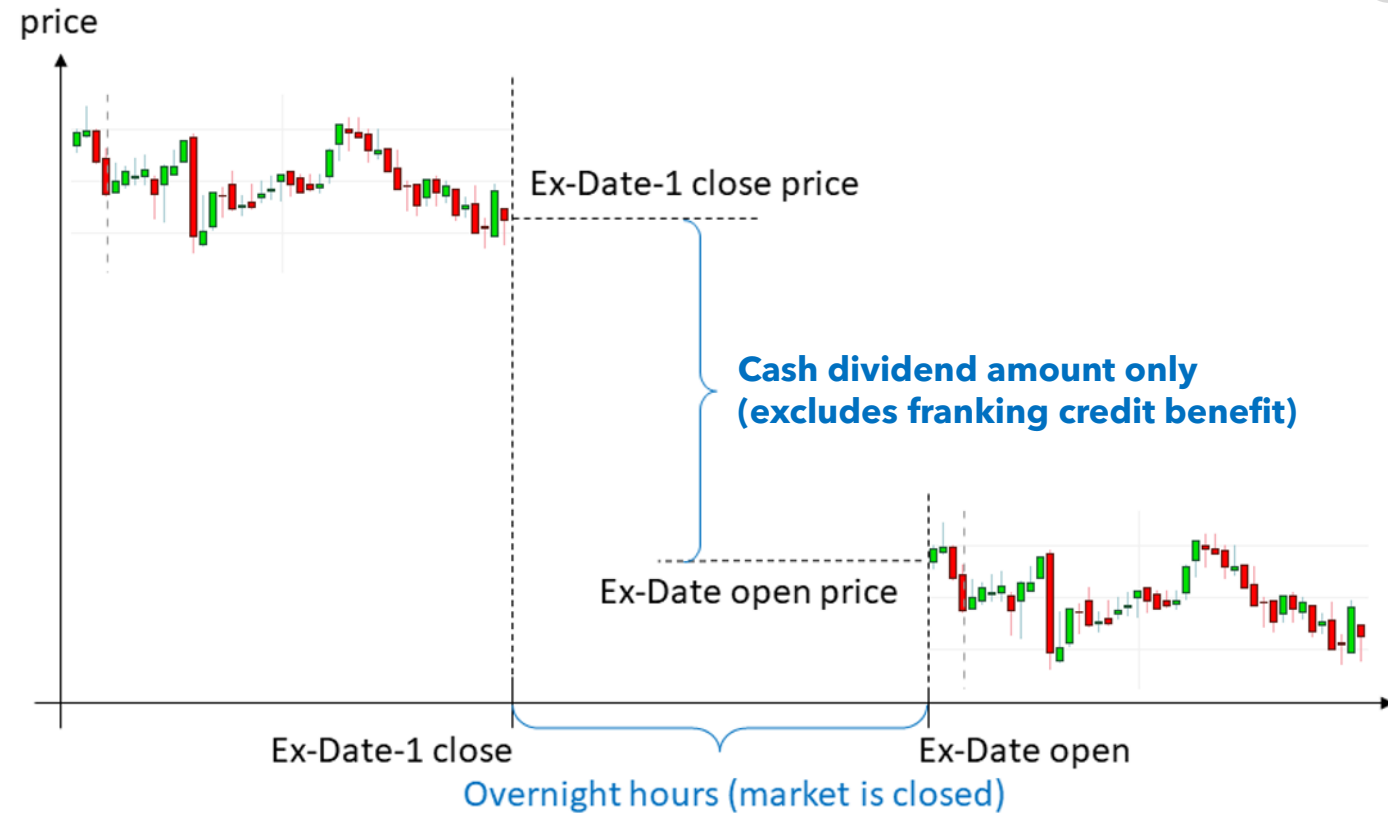 price
Ex-Date-1 close price
Cash dividend amount only
(excludes franking credit benefit)
Ex-Date open price
Ex-Date-1 close
Ex-Date open
Overnight hours (market is closed)